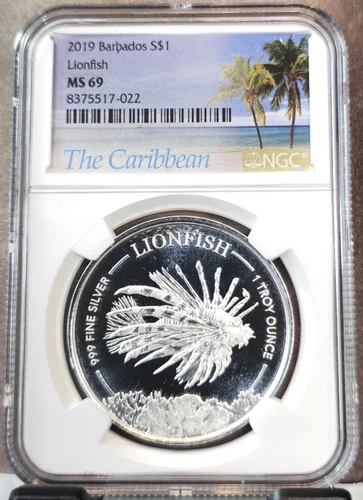 2019 Barbados S$1
Lionfish
MS 69
8375517-022
The Caribbean
NGC
LIONFISH
999 FINE SILVER
1 TROY OUNCE